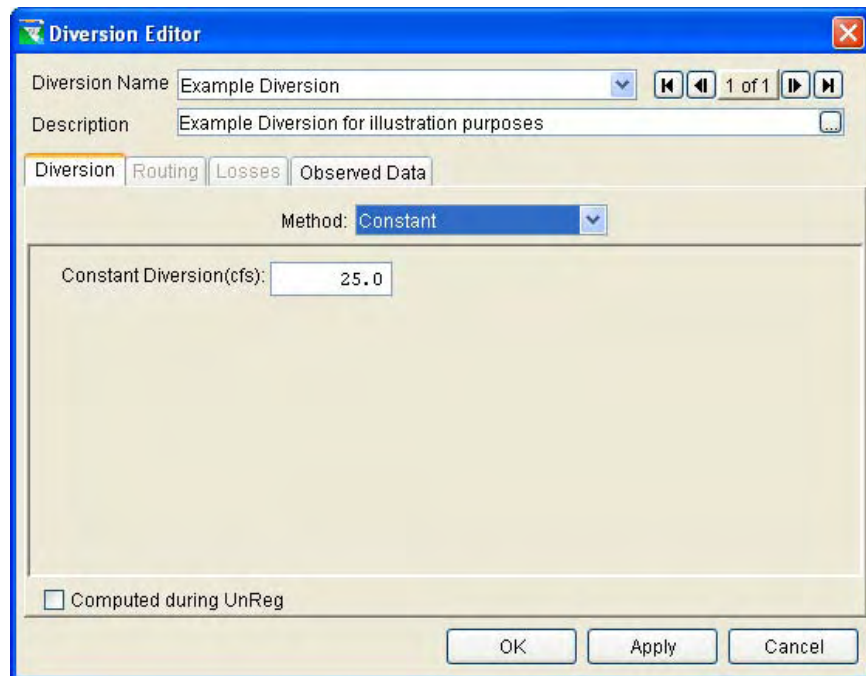 Diversion Editor
Diversion Name Example Diversion 1 of 1
Description Example Diversion for illustration purposes ...
Diversion Routing Losses Observed Data
Method: Constant
Constant Diversion(cfs): 25.0
Computed during UnReg
OK Apply Cancel